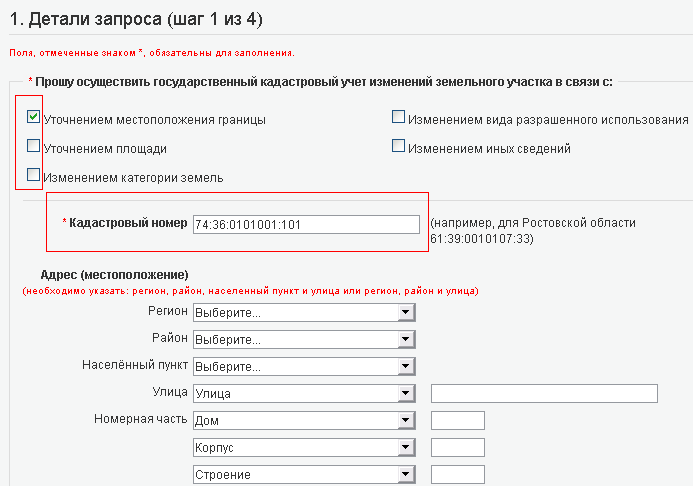 1. Детали запроса (шаг 1 из 4)
Поля, отмеченные знаком *, обязательны для заполнения.
* Прошу осуществить государственный кадастровый учет изменений земельного участка в связи с:
Уточнением местоположения границы
Изменением вида разрашенного использования
Уточнением площади
Изменением иных сведений
Изменением категории земель
* Кадастровый номер 74:36:0101001:101 (например, для Ростовской области
61:39:0010107:33)
Адрес (местоположение)
(необходимо указать: регион, район, населенный пункт и улица или регион, район и улица)
Регион Выберите...
Район Выберите...
Населённый пункт Выберите...
Улица Улица
Номерная часть Дом
Корпус
Строение